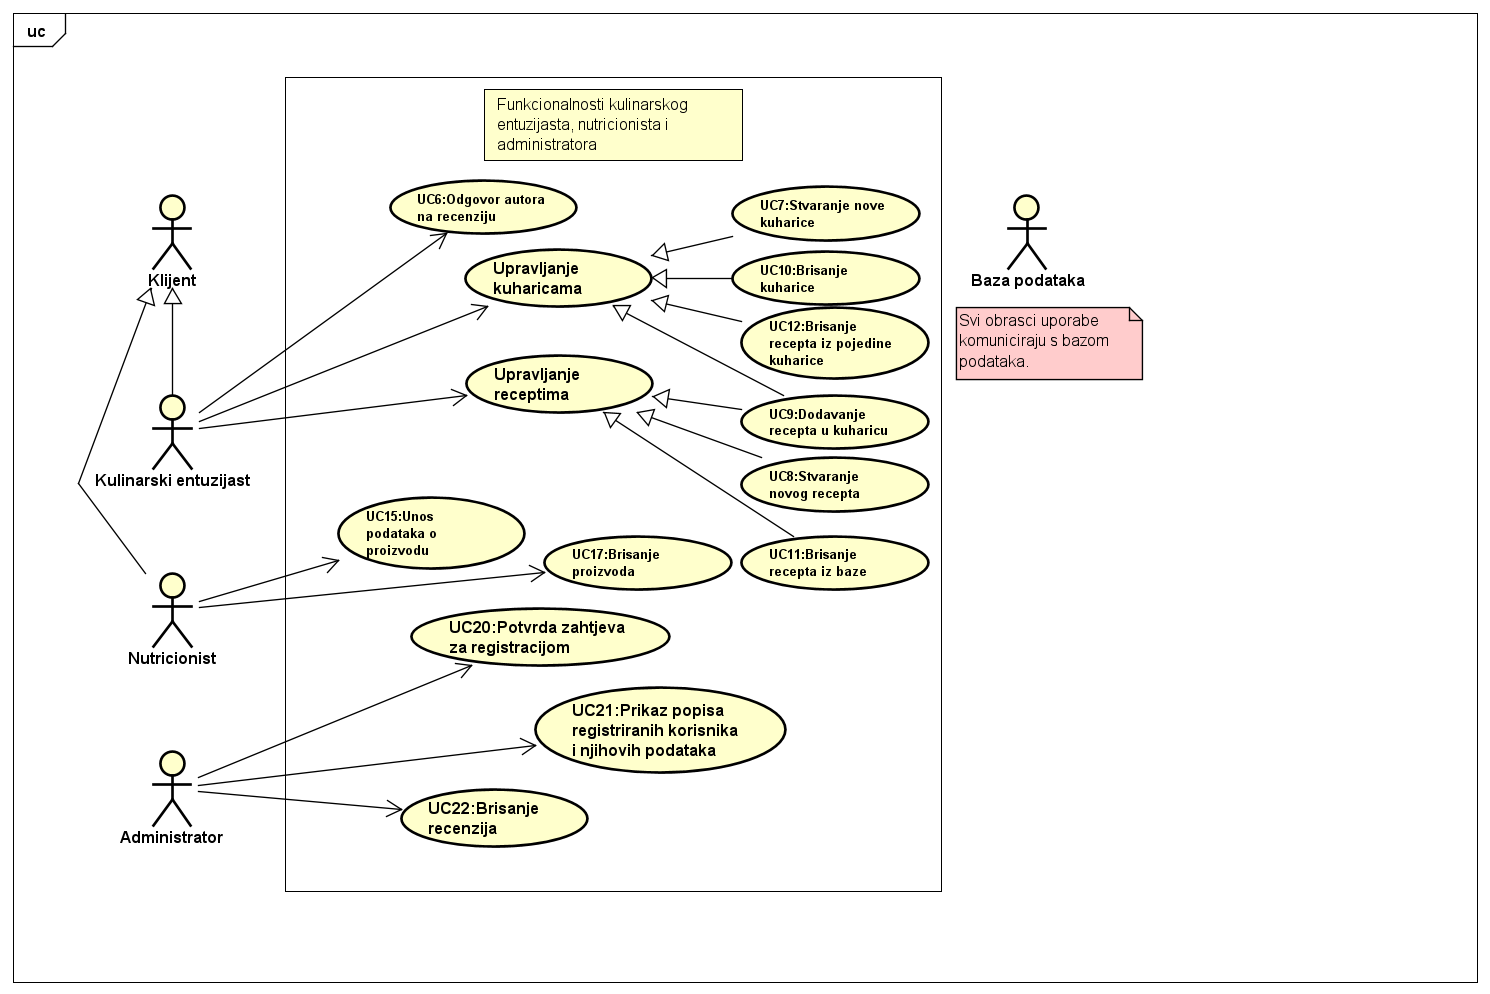 uc
Funkcionalnosti kulinarskog
entuzijasta, nutricionista i
administratora
UC6:Odgovor autora
na recenziju
UC7:Stvaranje nove
kuharice
Klijent
Upravljanje
kuharicama
UC10:Brisanje
kuharice
Baza podataka
UC12:Brisanje
recepta iz pojedine
kuharice
Svi obrasci uporabe
komuniciraju s bazom
podataka.
Upravljanje
receptima
UC9:Dodavanje
recepta u kuharicu
Kulinarski entuzijast
UC8:Stvaranje
novog recepta
UC15:Unos
podataka o
proizvodu
UC17:Brisanje
proizvoda
UC11:Brisanje
recepta iz baze
Nutricionist
UC20:Potvrda zahtjeva
za registracijom
UC21:Prikaz popisa
registriranih korisnika
i njihovih podataka
Administrator
UC22:Brisanje
recenzija